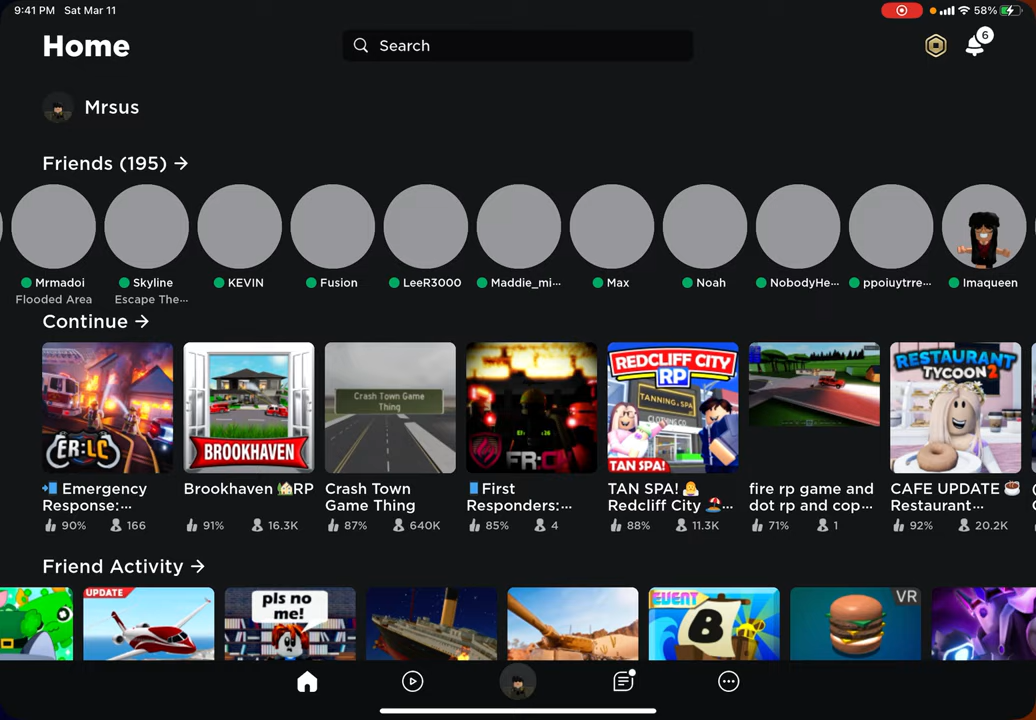 9:41 PM Sat Mar 11
58%
Home
Search
6
Mrsus
Friends (195) →
Mrmadoi
Flooded Area
Skyline
Escape The...
KEVIN
Fusion
LeeR3000
Maddie_mi...
Max
Noah
NobodyHe...
ppoiuytrre...
Imaqueen
Continue →
ER:LC
BROOKHAVEN
Crash Town Game
Thing
FR:
REDCLIFF CITY
RP
TANNING.SPA
CLOTHING CO.
TAN SPA!
RESTAURANT
TYCOON 2
Emergency
Response:...
90% 166
Brookhaven 🏡RP
91% 16.3K
Crash Town
Game Thing
87% 640K
First
Responders:...
85% 4
TAN SPA! 🐣
Redcliff City 🏖...
88% 11.3K
fire rp game and
dot rp and cop...
71% 1
CAFE UPDATE ☕
Restaurant...
92% 20.2K
Friend Activity →
UPDATE
pls no
me!
EVENT
B
VR